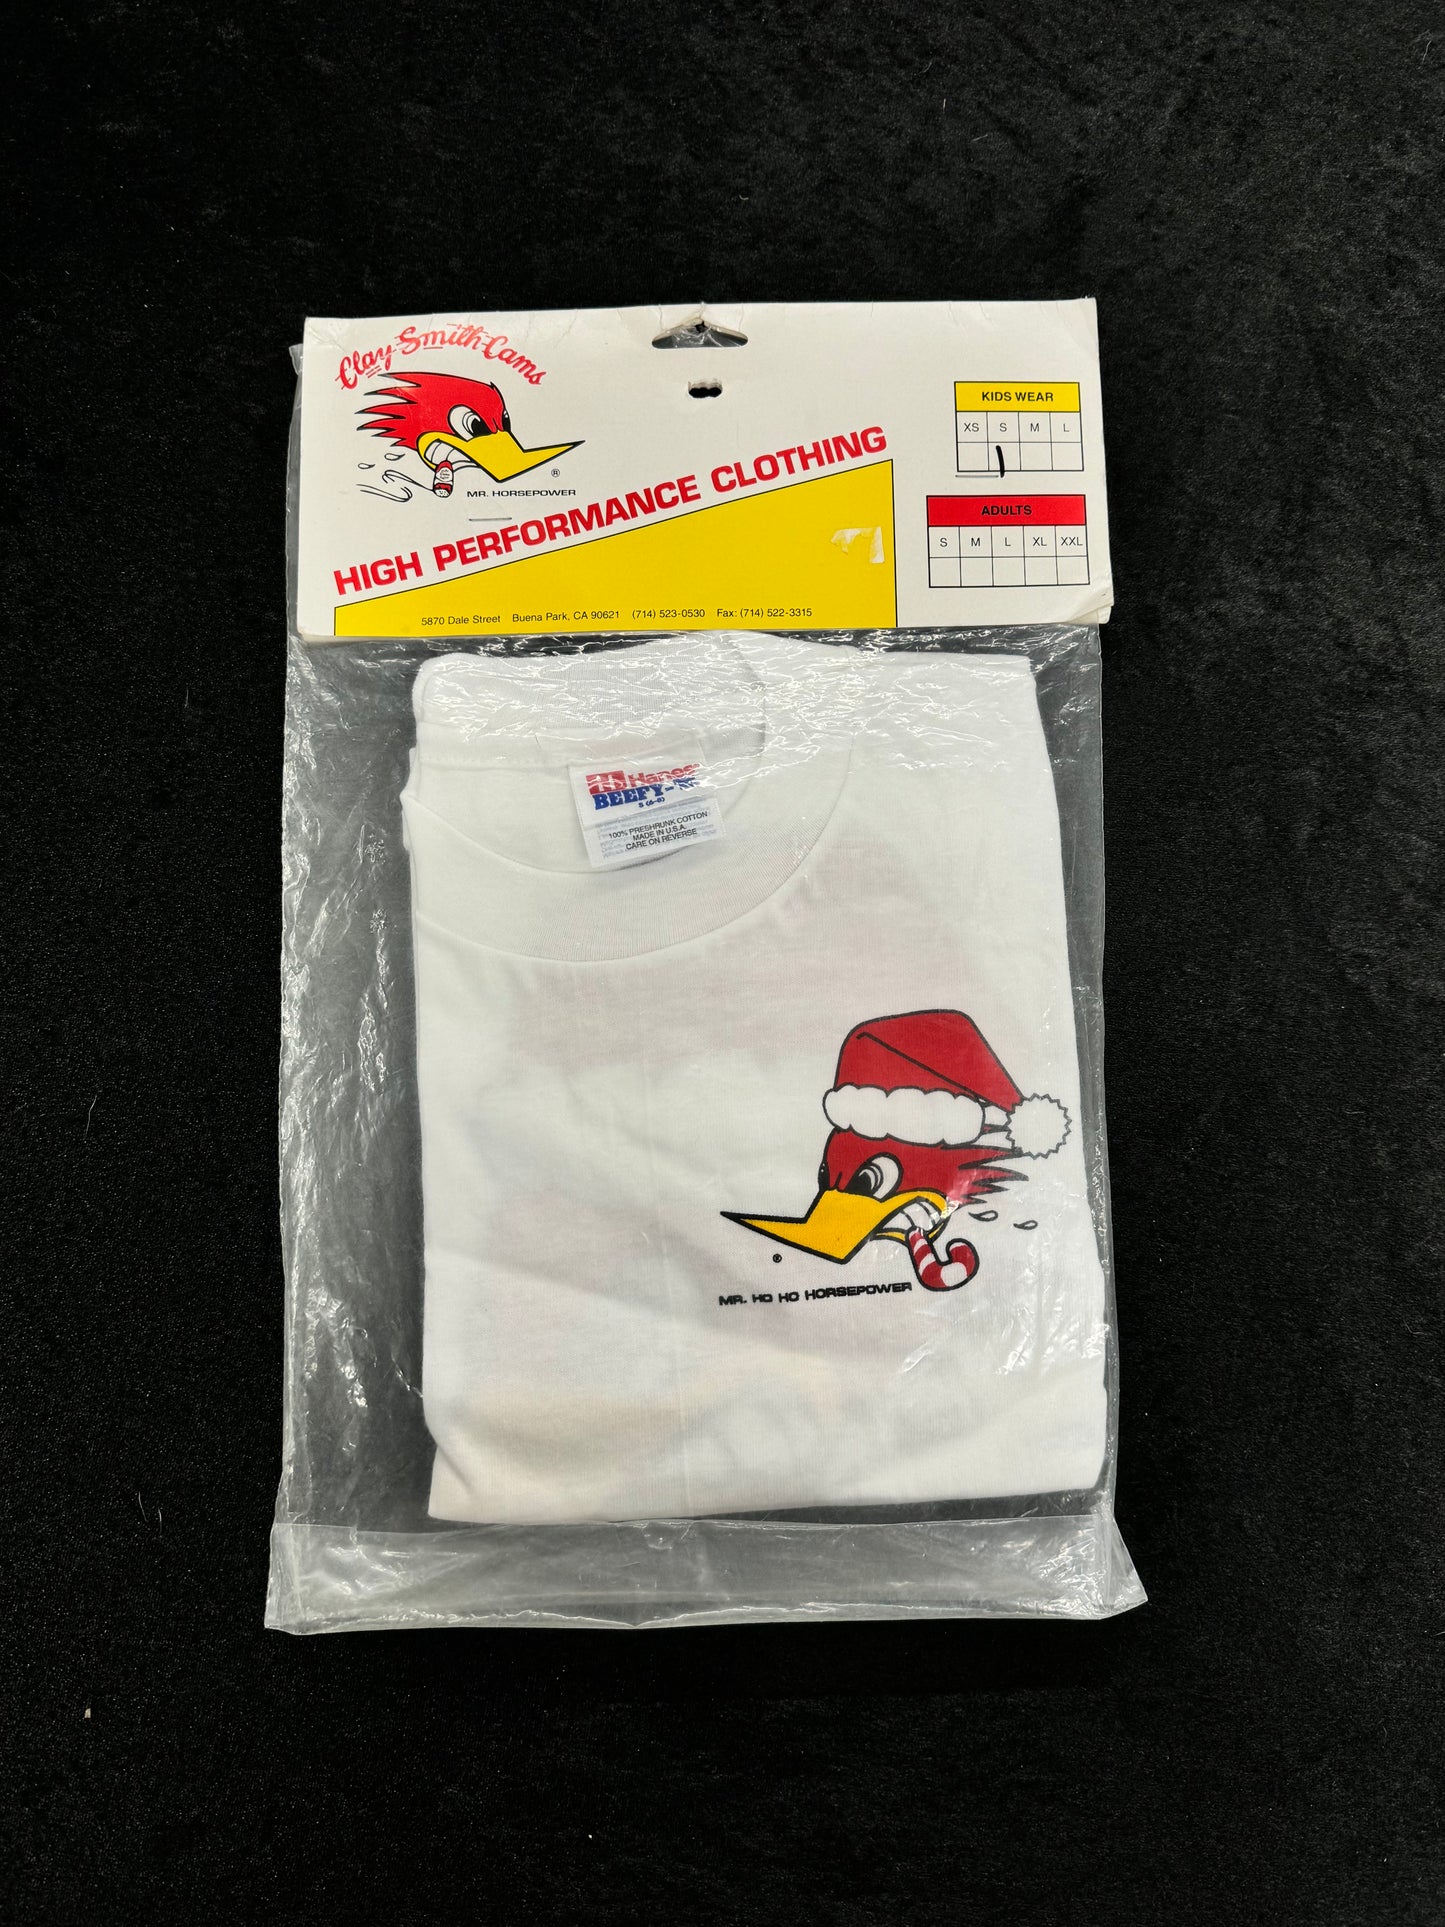 Clay Smith Cams
®
MR. HORSEPOWER
HIGH PERFORMANCE CLOTHING
5870 Dale Street Buena Park, CA 90621 (714) 523-0530 Fax: (714) 522-3315
KIDS WEAR
XS S M L
ADULTS
S M L XL XXL
Hanes
BEEFY-T
S (6-8)
100% PRESHRUNK COTTON
MADE IN U.S.A.
CARE ON REVERSE
®
MR. HO HO HORSEPOWER